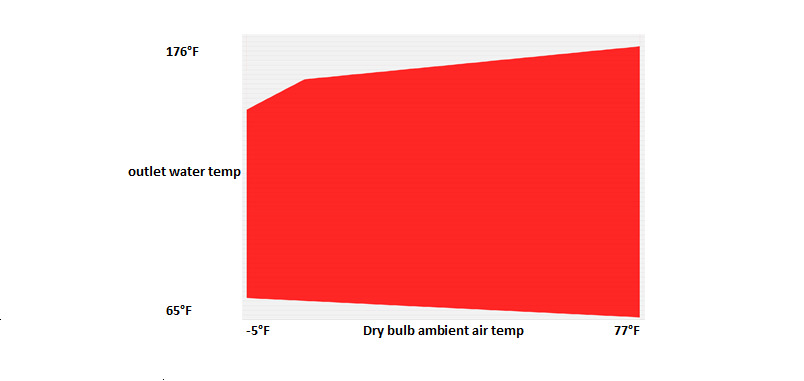 176°F
outlet water temp
65°F
-5°F Dry bulb ambient air temp 77°F